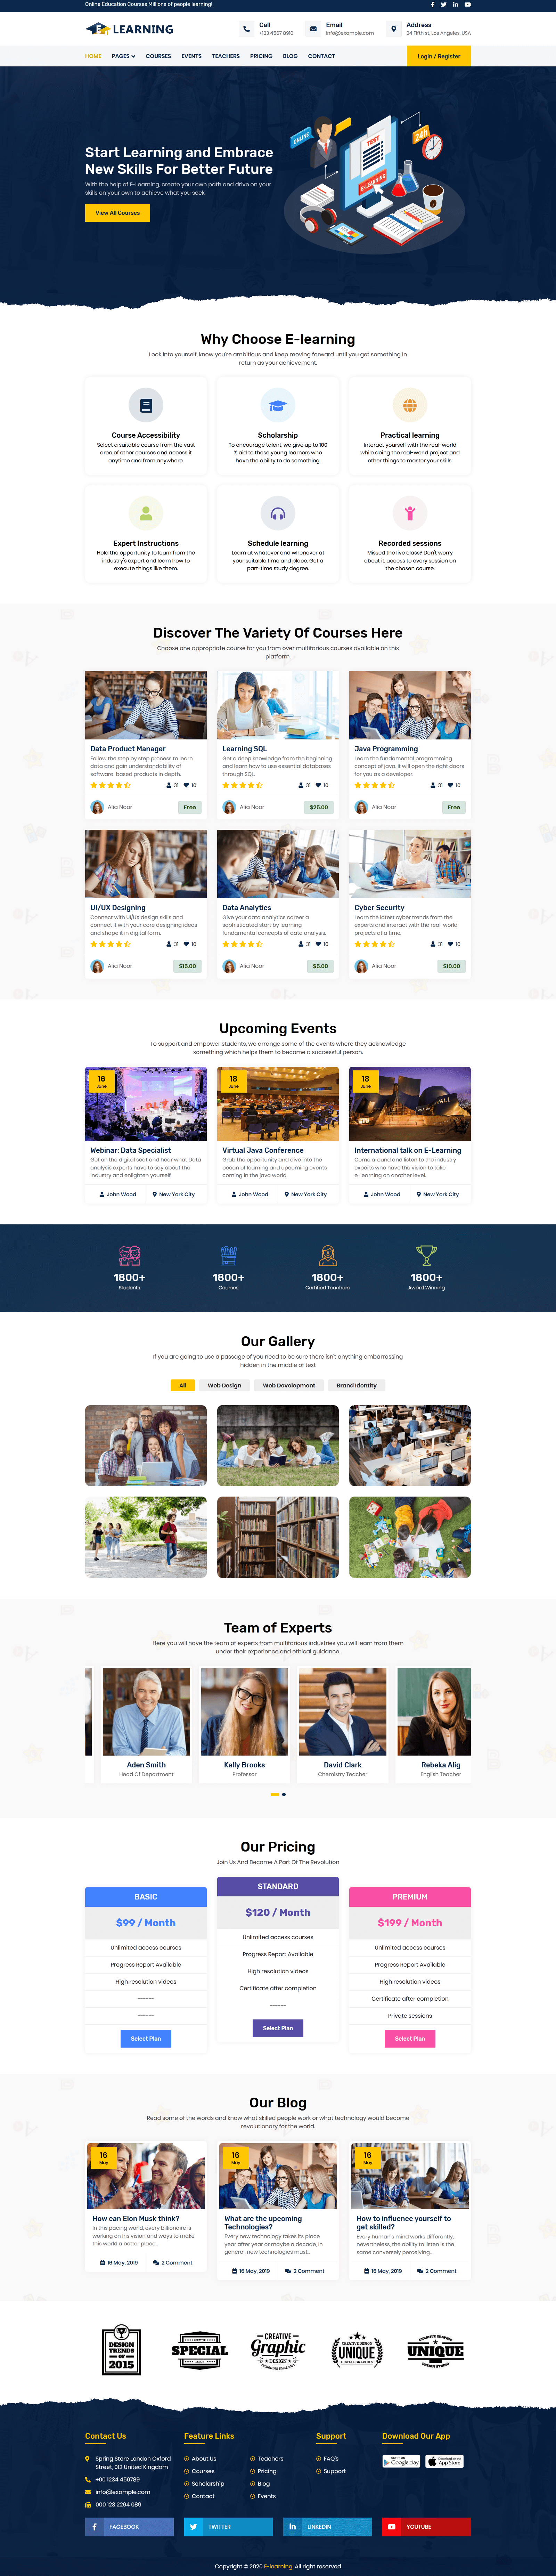 Online Education Courses Millions of people learning!
LEARNING
Call
+123 4567 8910
Email
info@example.com
Address
24 Fifth st, Los Angeles, USA
HOME PAGES COURSES EVENTS TEACHERS PRICING BLOG CONTACT
Login / Register
Start Learning and Embrace
New Skills For Better Future
With the help of E-Learning, create your own path and drive on your
skills on your own to achieve what you seek.
View All Courses
ONLINE
TEST
24h
E-LEARNING
Why Choose E-learning
Look into yourself, know you're ambitious and keep moving forward until you get something in
return as your achievement.
Course Accessibility
Select a suitable course from the vast
area of other courses and access it
anytime and from anywhere.
Scholarship
To encourage talent, we give up to 100
% aid to those young learners who
have the ability to do something.
Practical learning
Interact yourself with the real-world
while doing the real-world project and
other things to master your skills.
Expert Instructions
Hold the opportunity to learn from the
industry's expert and learn how to
execute things like them.
Schedule learning
Learn at whatever and whenever at
your suitable time and place. Get a
part-time study degree.
Recorded sessions
Missed the live class? Don't worry
about it, access to every session on
the chosen course.
Discover The Variety Of Courses Here
Choose one appropriate course for you from over multifarious courses available on this
platform.
Data Product Manager
Follow the step by step process to learn
data and gain understandability of
software-based products in depth.
31 10
Alia Noor
Free
Learning SQL
Get a deep knowledge from the beginning
and learn how to use essential databases
through SQL.
31 10
Alia Noor
$25.00
Java Programming
Learn the fundamental programming
concept of java. It will open the right doors
for you as a developer.
31 10
Alia Noor
Free
UI/UX Designing
Connect with UI/UX design skills and
connect it with your core designing ideas
and shape it in digital form.
31 10
Alia Noor
$15.00
Data Analytics
Give your data analytics career a
sophisticated start by learning
fundamental concepts of data analysis.
31 10
Alia Noor
$5.00
Cyber Security
Learn the latest cyber trends from the
experts and interact with the real-world
projects at a time.
31 10
Alia Noor
$10.00
Upcoming Events
To support and empower students, we arrange some of the events where they acknowledge
something which helps them to become a successful person.
16
June
Webinar: Data Specialist
Get on the digital seat and hear what Data
analysis experts have to say about the
industry and enlighten yourself.
John Wood New York City
18
June
Virtual Java Conference
Grab the opportunity and dive into the
ocean of learning and upcoming events
coming in the java world.
John Wood New York City
18
June
International talk on E-Learning
Come around and listen to the industry
experts who have the vision to take
e-learning on another level.
John Wood New York City
1800+
Students
1800+
Courses
1800+
Certified Teachers
1800+
Award Winning
Our Gallery
If you are going to use a passage of you need to be sure there isn't anything embarrassing
hidden in the middle of text
All Web Design Web Development Brand Identity
Team of Experts
Here you will have the team of experts from multifarious industries you will learn from them
under their experience and ethical guidance.
Aden Smith
Head Of Department
Kally Brooks
Professor
David Clark
Chemistry Teacher
Rebeka Alig
English Teacher
Our Pricing
Join Us And Become A Part Of The Revolution
BASIC
$99 / Month
Unlimited access courses
Progress Report Available
High resolution videos
------
------
Select Plan
STANDARD
$120 / Month
Unlimited access courses
Progress Report Available
High resolution videos
Certificate after completion
------
Select Plan
PREMIUM
$199 / Month
Unlimited access courses
Progress Report Available
High resolution videos
Certificate after completion
Private sessions
Select Plan
Our Blog
Read some of the words and know what skilled people work or what technology would become
revolutionary for the world.
16
May
How can Elon Musk think?
In this pacing world, every billioneire is
working on his vision and ways to make
this world a better place...
16 May, 2019 2 Comment
16
May
What are the upcoming
Technologies?
Every new technology takes its place
year after year or maybe a decade, in
general, new technologies must...
16 May, 2019 2 Comment
16
May
How to influence yourself to
get skilled?
Every human's mind works differently,
nevertheless, the ability to listen is the
same conversely perceiving...
16 May, 2019 2 Comment
DESIGN
TRENDS
OF
2015
SPECIAL
CREATIVE
Graphic
DESIGN
CREATIVE DESIGN
UNIQUE
DIGITAL GRAPHICS
CREATIVE GRAPHIC
UNIQUE
DESIGN STUDIO
Contact Us
Spring Store London Oxford
Street, 012 United Kingdom
+00 1234 456789
info@example.com
000 123 2294 089
Feature Links
About Us
Courses
Scholarship
Contact
Teachers
Pricing
Blog
Events
Support
FAQ's
Support
Download Our App
Google play
App Store
FACEBOOK
TWITTER
LINKEDIN
YOUTUBE
Copyright © 2020 E-learning. All right reserved